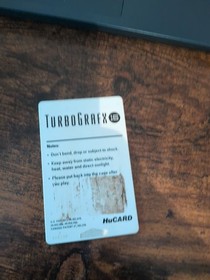 TURBOGRAFX 16
Notes:
• Don't bend, drop or subject to shock.
• Keep away from static electricity,
heat, water and direct sunlight.
• Please put back into the case after
you play.
HuCARD